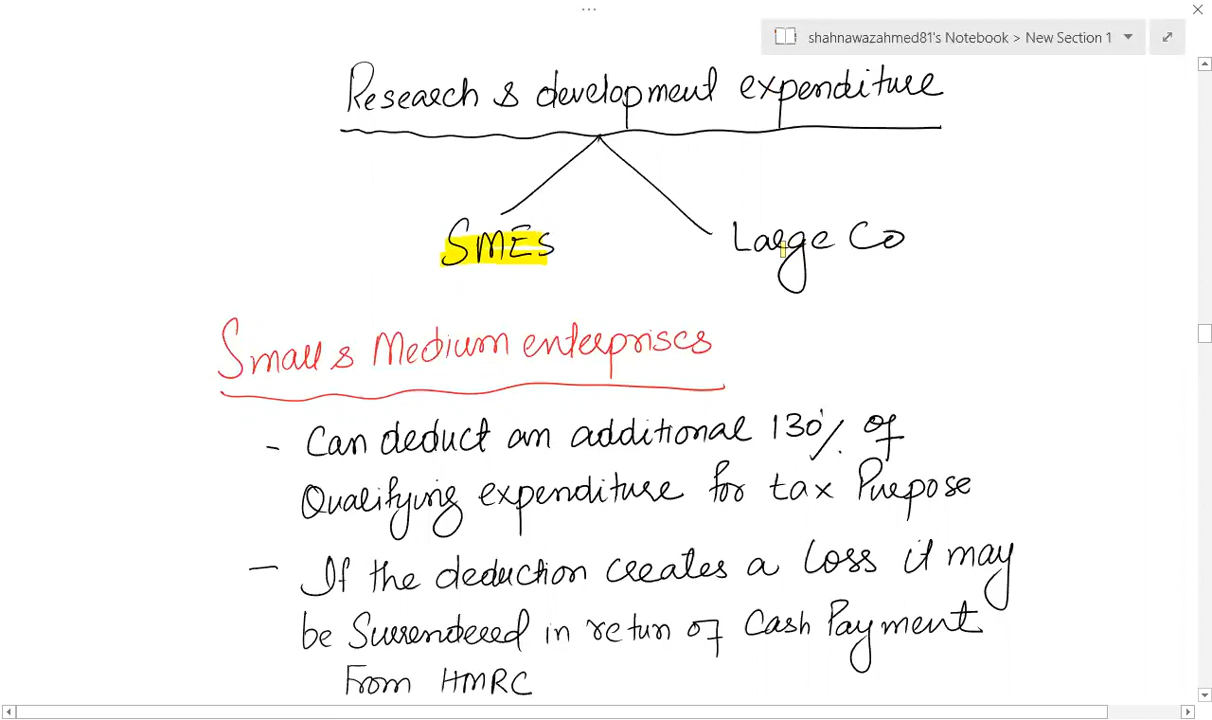 ...
shahnawazahmed81's Notebook > New Section 1
Research & development expenditure
SMEs
Large Co
Small & Medium enterprises
- Can deduct an additional 130% of
Qualifying expenditure for tax Purpose
- If the deduction creates a loss it may
be Surrendered in return of Cash Payment
From HMRC